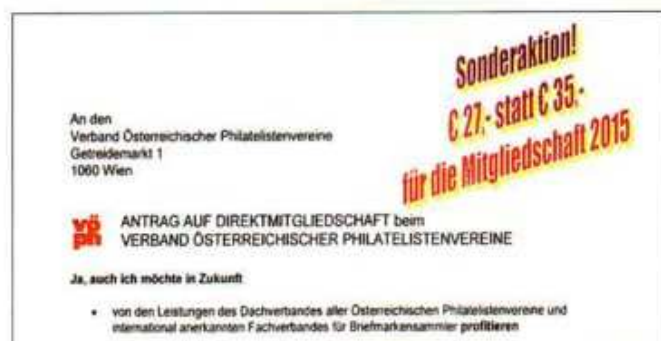 Sonderaktion!
€ 27,- statt € 35,-
für die Mitgliedschaft 2015
An den
Verband Österreichischer Philatelistenvereine
Getreidemarkt 1
1060 Wien
vö
ph
ANTRAG AUF DIREKTMITGLIEDSCHAFT beim
VERBAND ÖSTERREICHISCHER PHILATELISTENVEREINE
Ja, auch ich möchte in Zukunft
• von den Leistungen des Dachverbandes aller Österreichischen Philatelistenvereine und
international anerkannten Fachverbandes für Briefmarkensammler profitieren